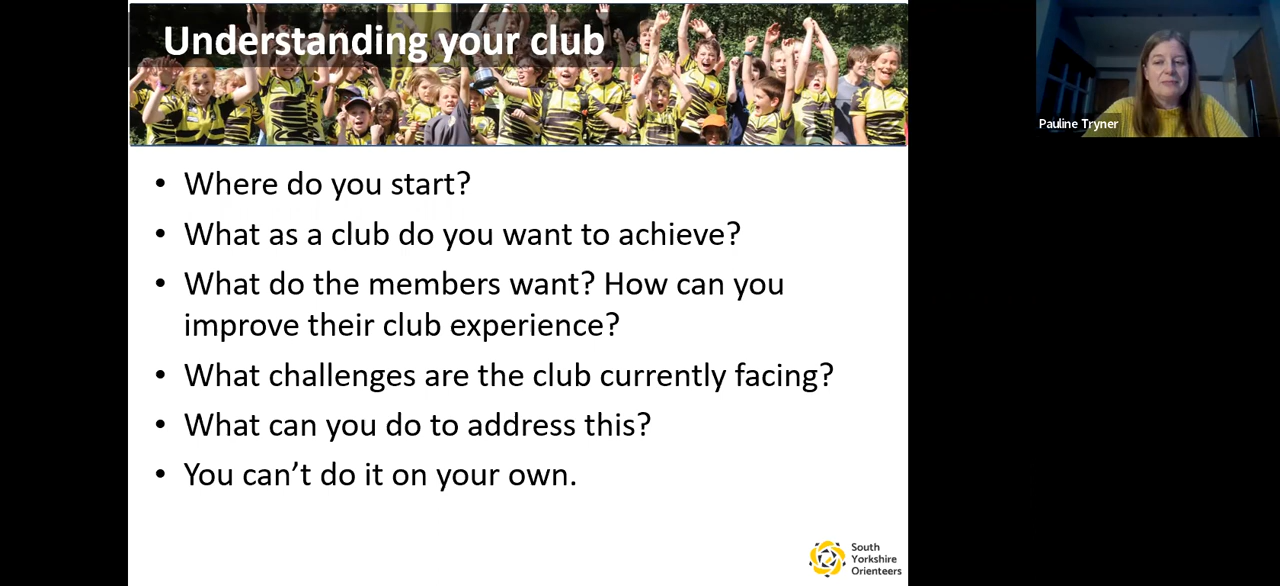 Understanding your club
Pauline Tryner
• Where do you start?
• What as a club do you want to achieve?
• What do the members want? How can you
improve their club experience?
• What challenges are the club currently facing?
• What can you do to address this?
• You can’t do it on your own.
South
Yorkshire
Orienteers